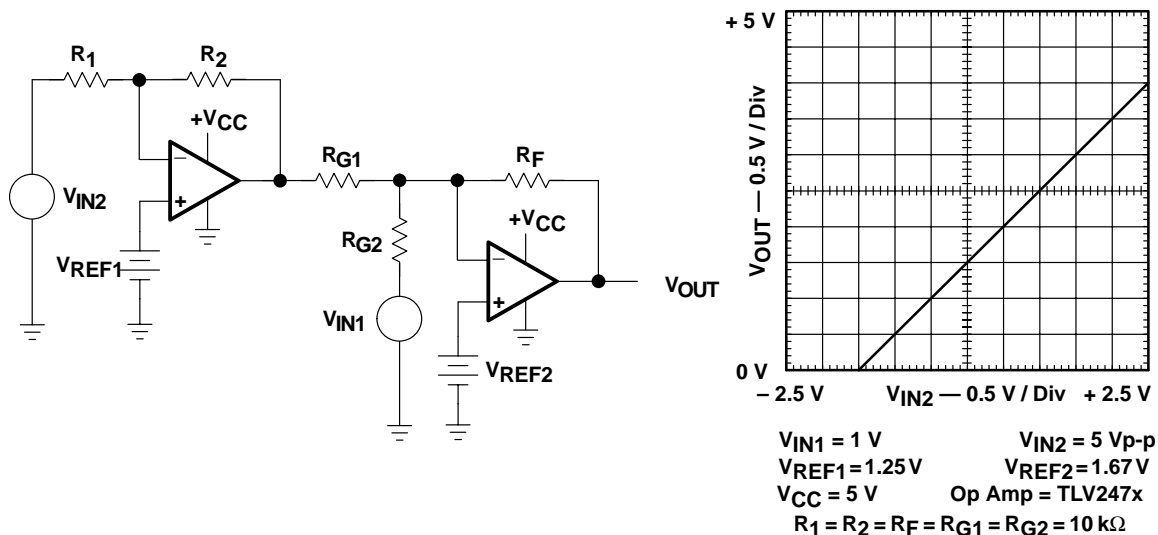 R1
R2
+VCC
−
+
VIN2
VREF1
RG1
RF
RG2
+VCC
−
+
VIN1
VREF2
VOUT
+ 5 V
VOUT — 0.5 V / Div
0 V
– 2.5 V
VIN2 — 0.5 V / Div
+ 2.5 V
VIN1 = 1 V
VIN2 = 5 Vp-p
VREF1 = 1.25 V
VREF2 = 1.67 V
VCC = 5 V
Op Amp = TLV247x
R1 = R2 = RF = RG1 = RG2 = 10 kΩ